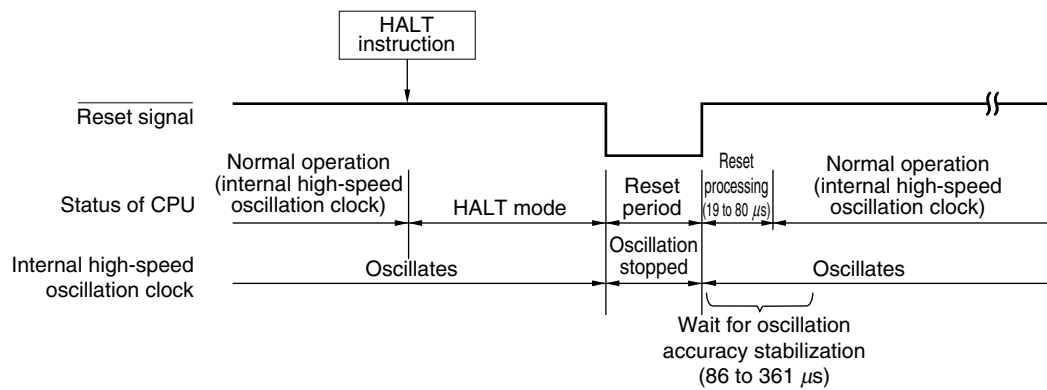 HALT
instruction
Reset signal
Status of CPU
Normal operation
(internal high-speed
oscillation clock)
HALT mode
Reset
period
Reset
processing
(19 to 80 μs)
Normal operation
(internal high-speed
oscillation clock)
Internal high-speed
oscillation clock
Oscillates
Oscillation
stopped
Oscillates
Wait for oscillation
accuracy stabilization
(86 to 361 μs)